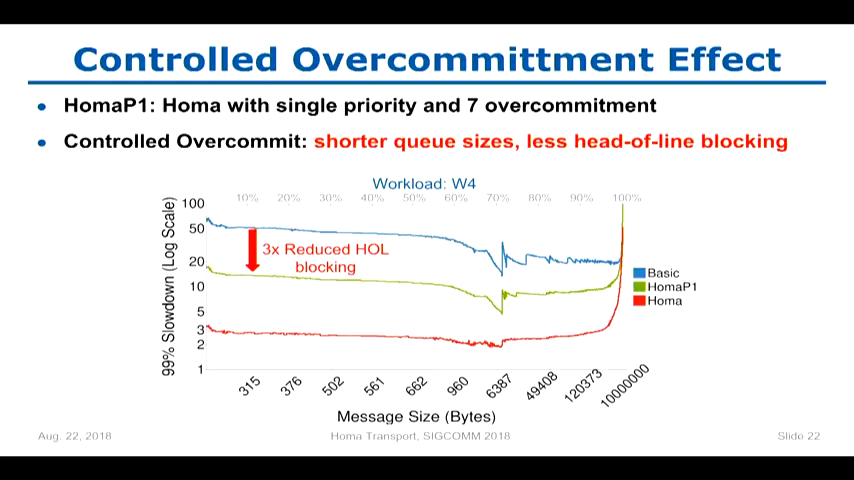 Controlled Overcommittment Effect
• HomaP1: Homa with single priority and 7 overcommitment
• Controlled Overcommit: shorter queue sizes, less head-of-line blocking
Workload: W4
10% 20% 30% 40% 50% 60% 70% 80% 90% 100%
99% Slowdown (Log Scale)
100
50
20
10
5
3
2
1
3x Reduced HOL
blocking
Basic
HomaP1
Homa
315 376 502 561 662 960 6387 49408 120373 10000000
Message Size (Bytes)
Aug. 22, 2018
Homa Transport, SIGCOMM 2018
Slide 22